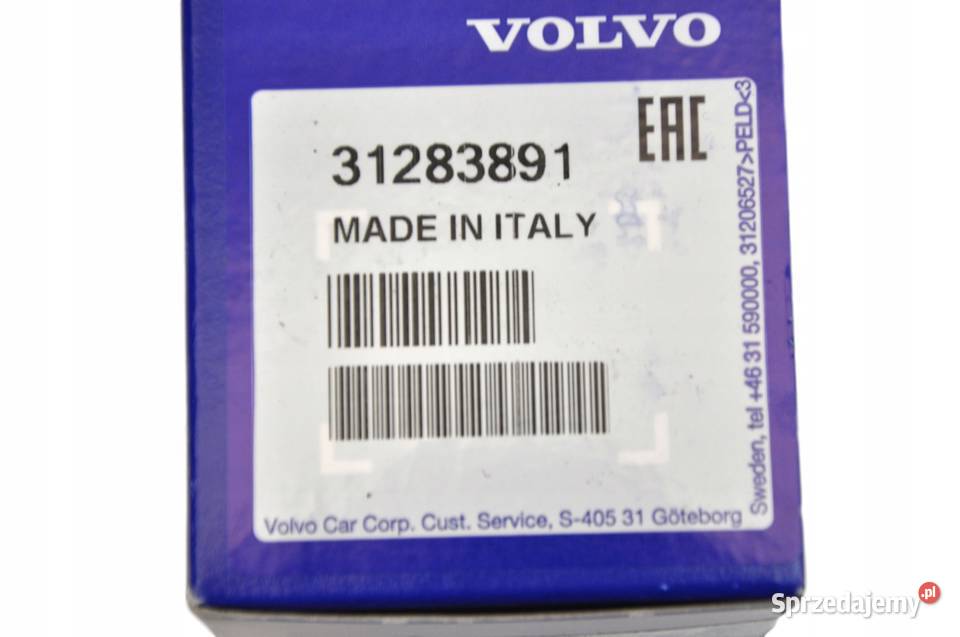 VOLVO
EAC
31283891
MADE IN ITALY
Volvo Car Corp. Cust. Service, S-405 31 Göteborg
Sweden, tel +46 31 590000, 31206527>PELD<3
Sprzedajemy.pl